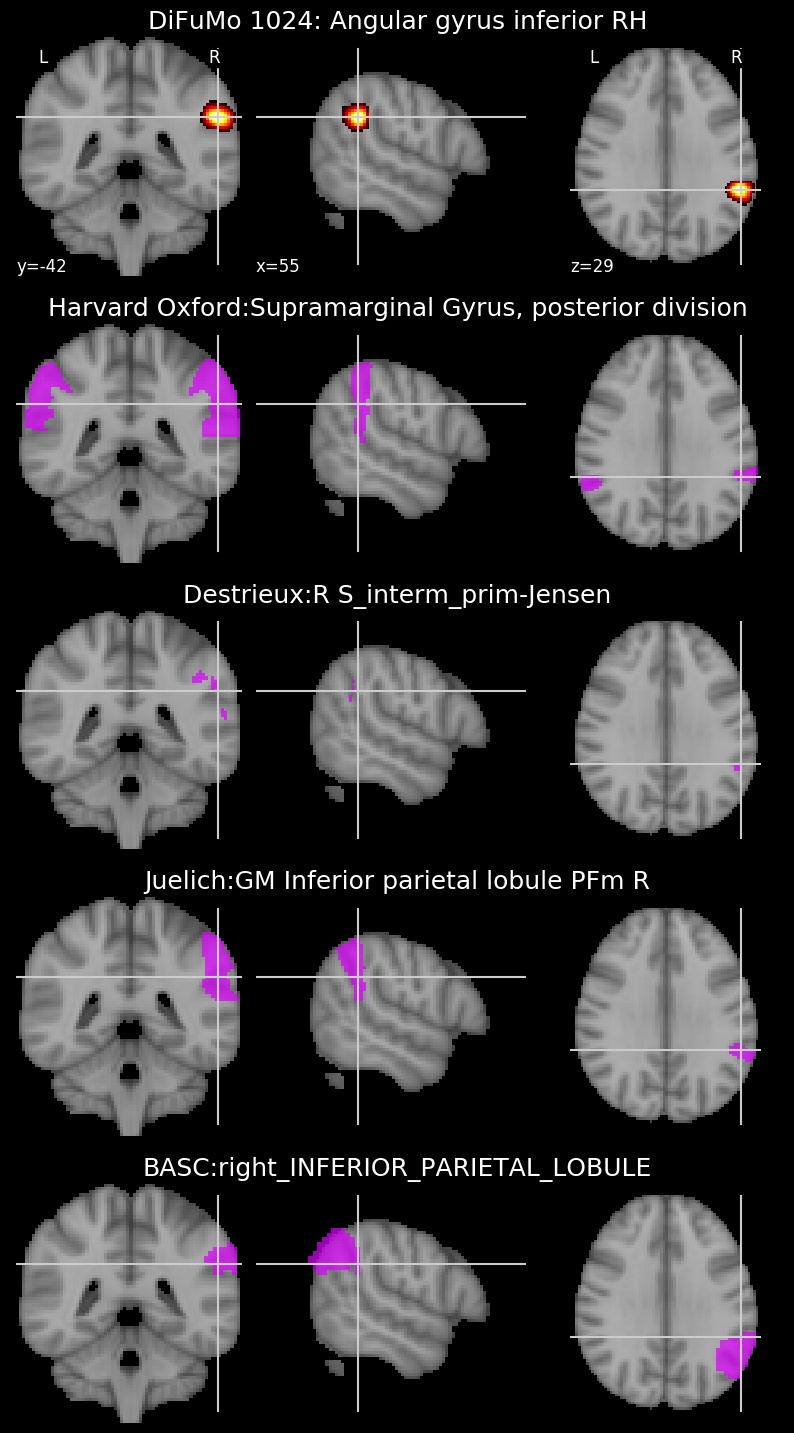 DiFuMo 1024: Angular gyrus inferior RH
L R L R
y=-42 x=55 z=29
Harvard Oxford:Supramarginal Gyrus, posterior division
Destrieux:R S_interm_prim-Jensen
Juelich:GM Inferior parietal lobule PFm R
BASC:right_INFERIOR_PARIETAL_LOBULE